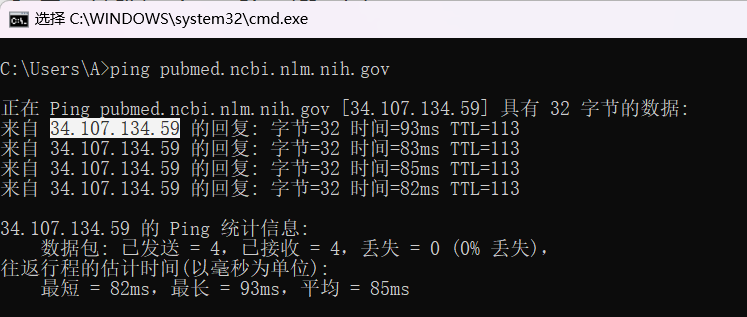 选择 C:\WINDOWS\system32\cmd.exe
C:\Users\A>ping pubmed.ncbi.nlm.nih.gov
正在 Ping pubmed.ncbi.nlm.nih.gov [34.107.134.59] 具有 32 字节的数据:
来自 34.107.134.59 的回复: 字节=32 时间=93ms TTL=113
来自 34.107.134.59 的回复: 字节=32 时间=83ms TTL=113
来自 34.107.134.59 的回复: 字节=32 时间=85ms TTL=113
来自 34.107.134.59 的回复: 字节=32 时间=82ms TTL=113
34.107.134.59 的 Ping 统计信息:
数据包: 已发送 = 4，已接收 = 4，丢失 = 0 (0% 丢失)，
往返行程的估计时间(以毫秒为单位):
最短 = 82ms，最长 = 93ms，平均 = 85ms